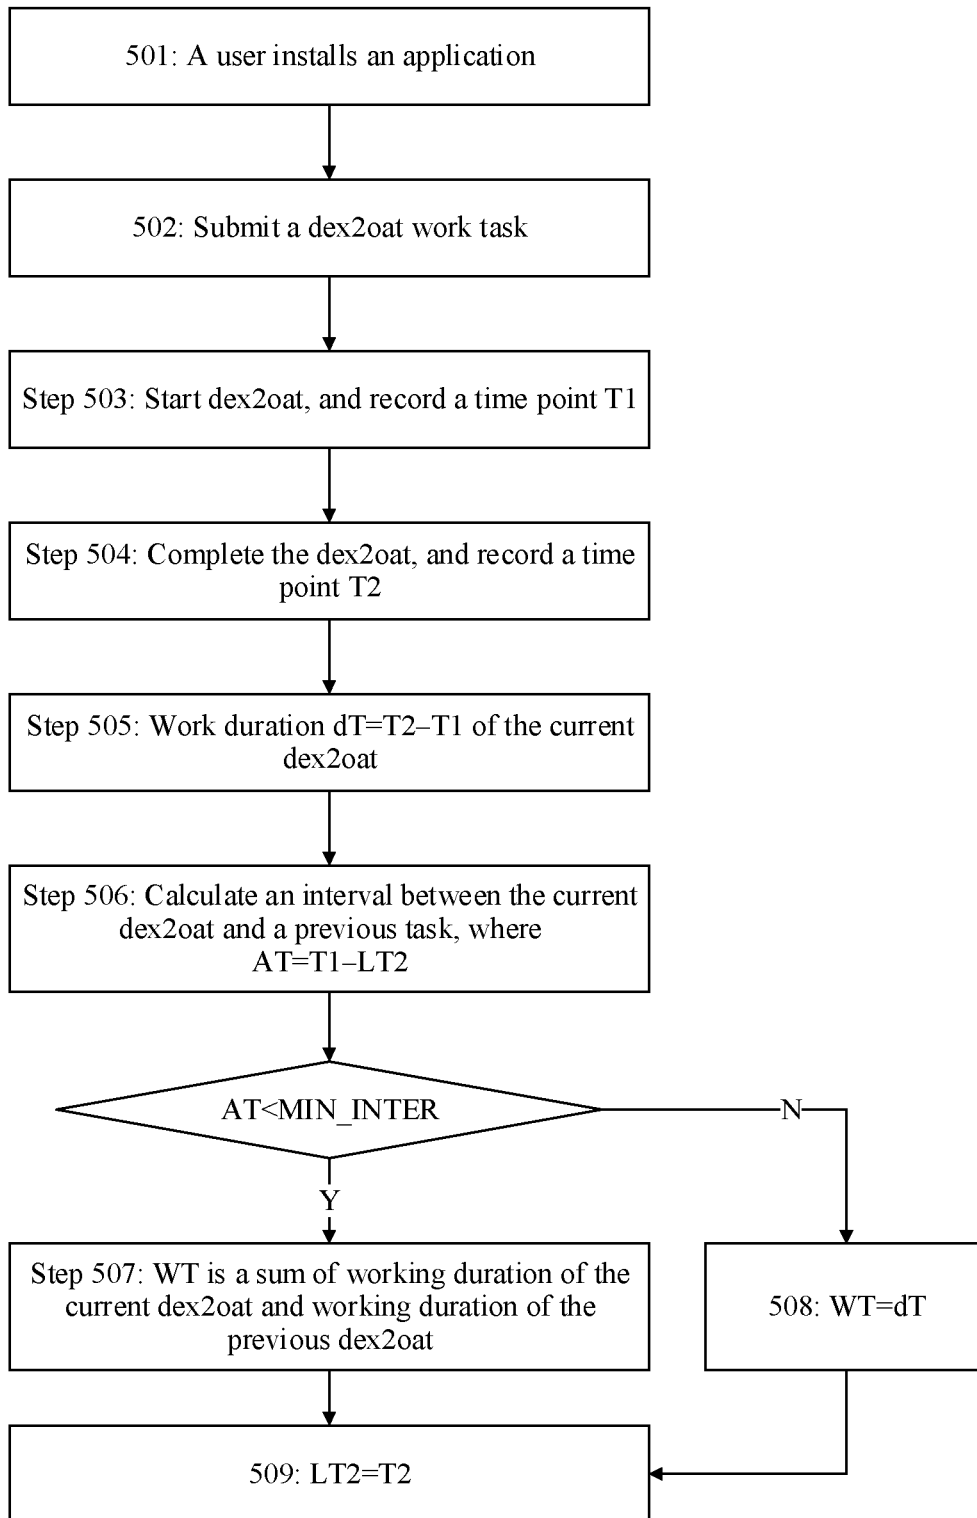 501: A user installs an application
502: Submit a dex2oat work task
Step 503: Start dex2oat, and record a time point T1
Step 504: Complete the dex2oat, and record a time
point T2
Step 505: Work duration dT=T2–T1 of the current
dex2oat
Step 506: Calculate an interval between the current
dex2oat and a previous task, where
AT=T1–LT2
AT<MIN_INTER
N
Y
Step 507: WT is a sum of working duration of the
current dex2oat and working duration of the
previous dex2oat
508: WT=dT
509: LT2=T2